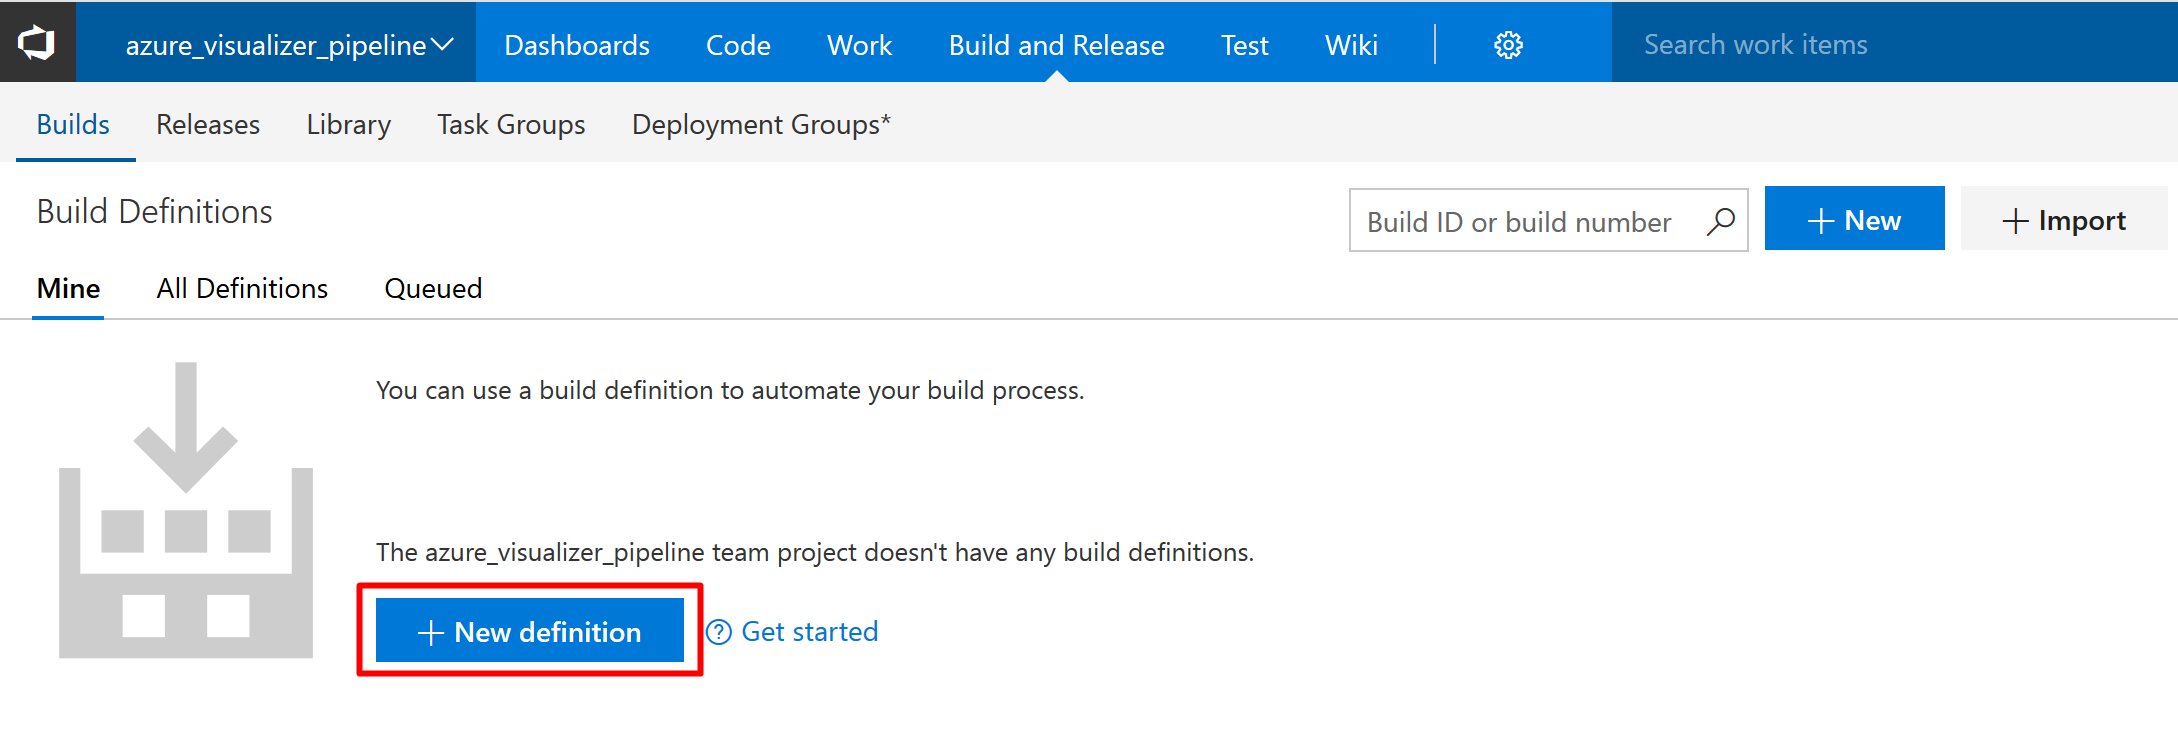 azure_visualizer_pipeline Dashboards Code Work Build and Release Test Wiki Search work items
Builds Releases Library Task Groups Deployment Groups*
Build Definitions Build ID or build number + New + Import
Mine All Definitions Queued
You can use a build definition to automate your build process.
The azure_visualizer_pipeline team project doesn't have any build definitions.
+ New definition ? Get started